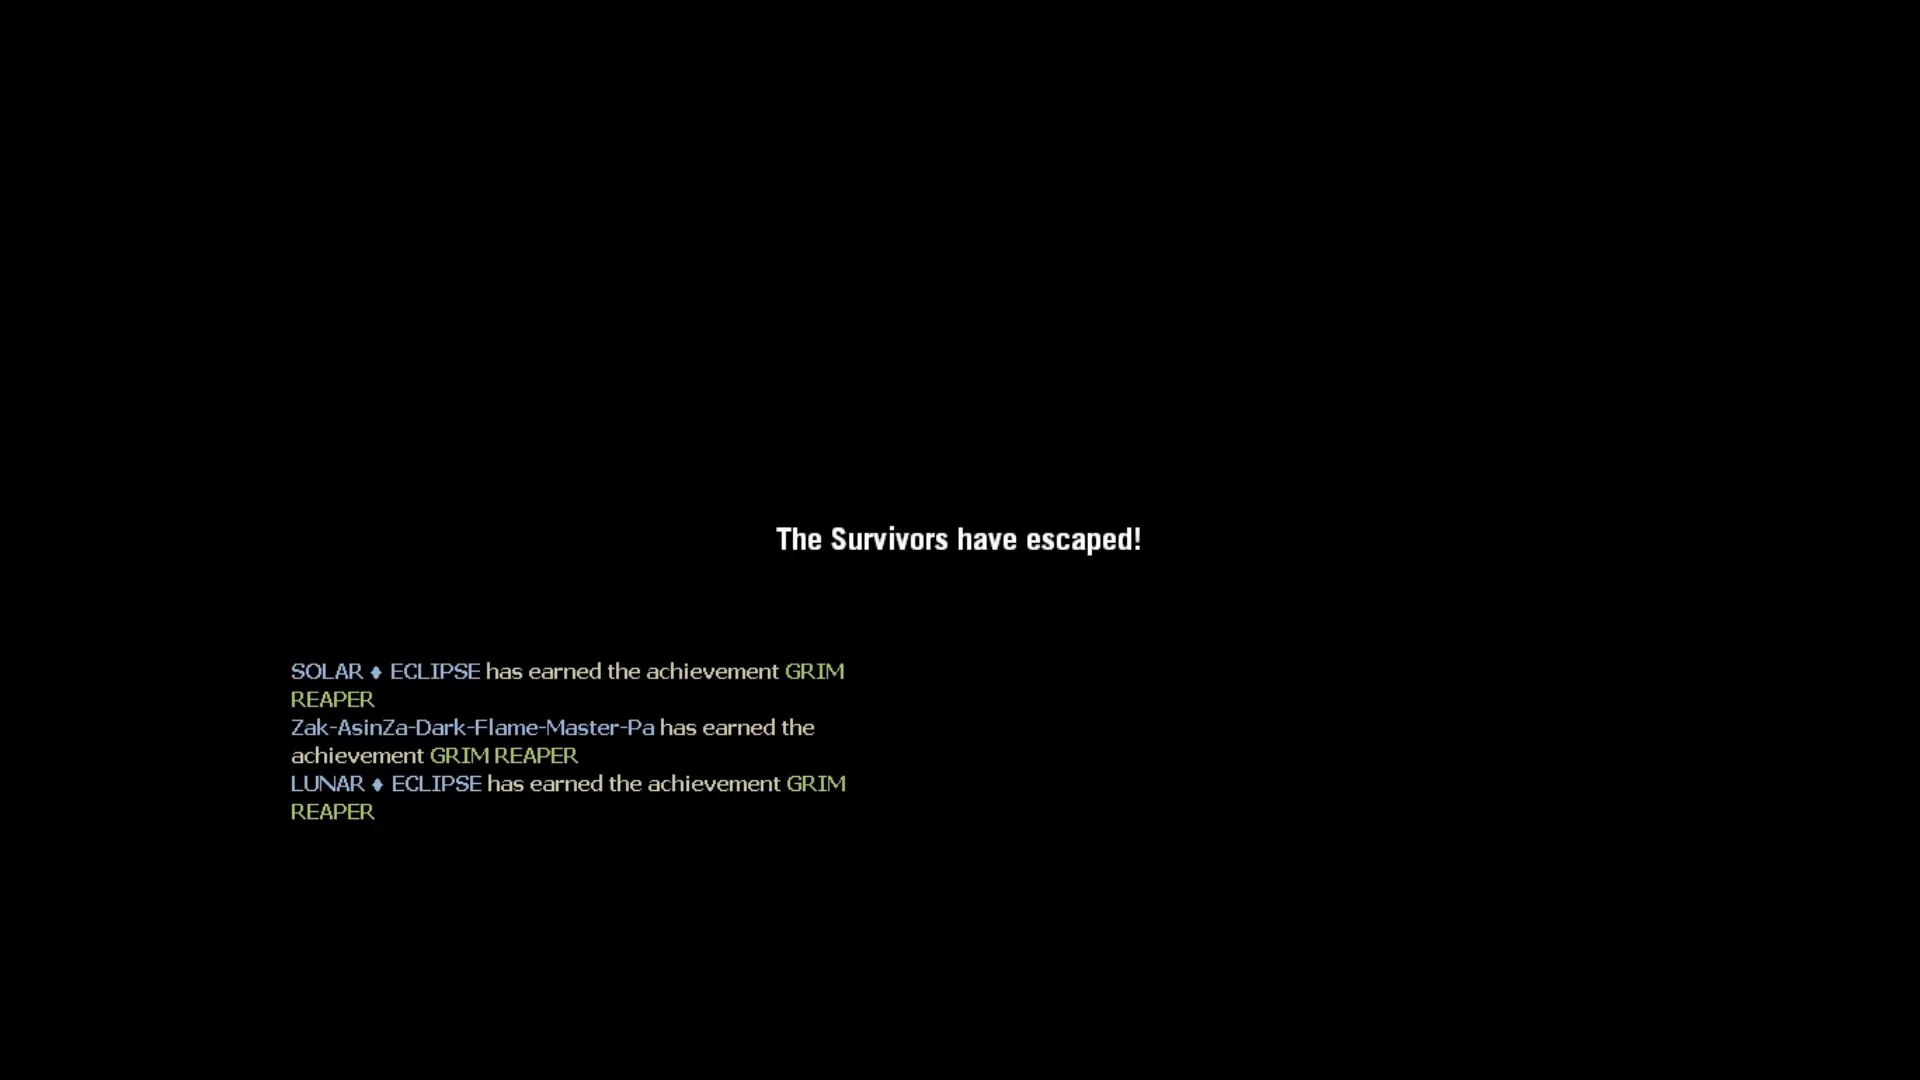 The Survivors have escaped!
SOLAR ♦ ECLIPSE has earned the achievement GRIM
REAPER
Zak-AsinZa-Dark-Flame-Master-Pa has earned the
achievement GRIM REAPER
LUNAR ♦ ECLIPSE has earned the achievement GRIM
REAPER